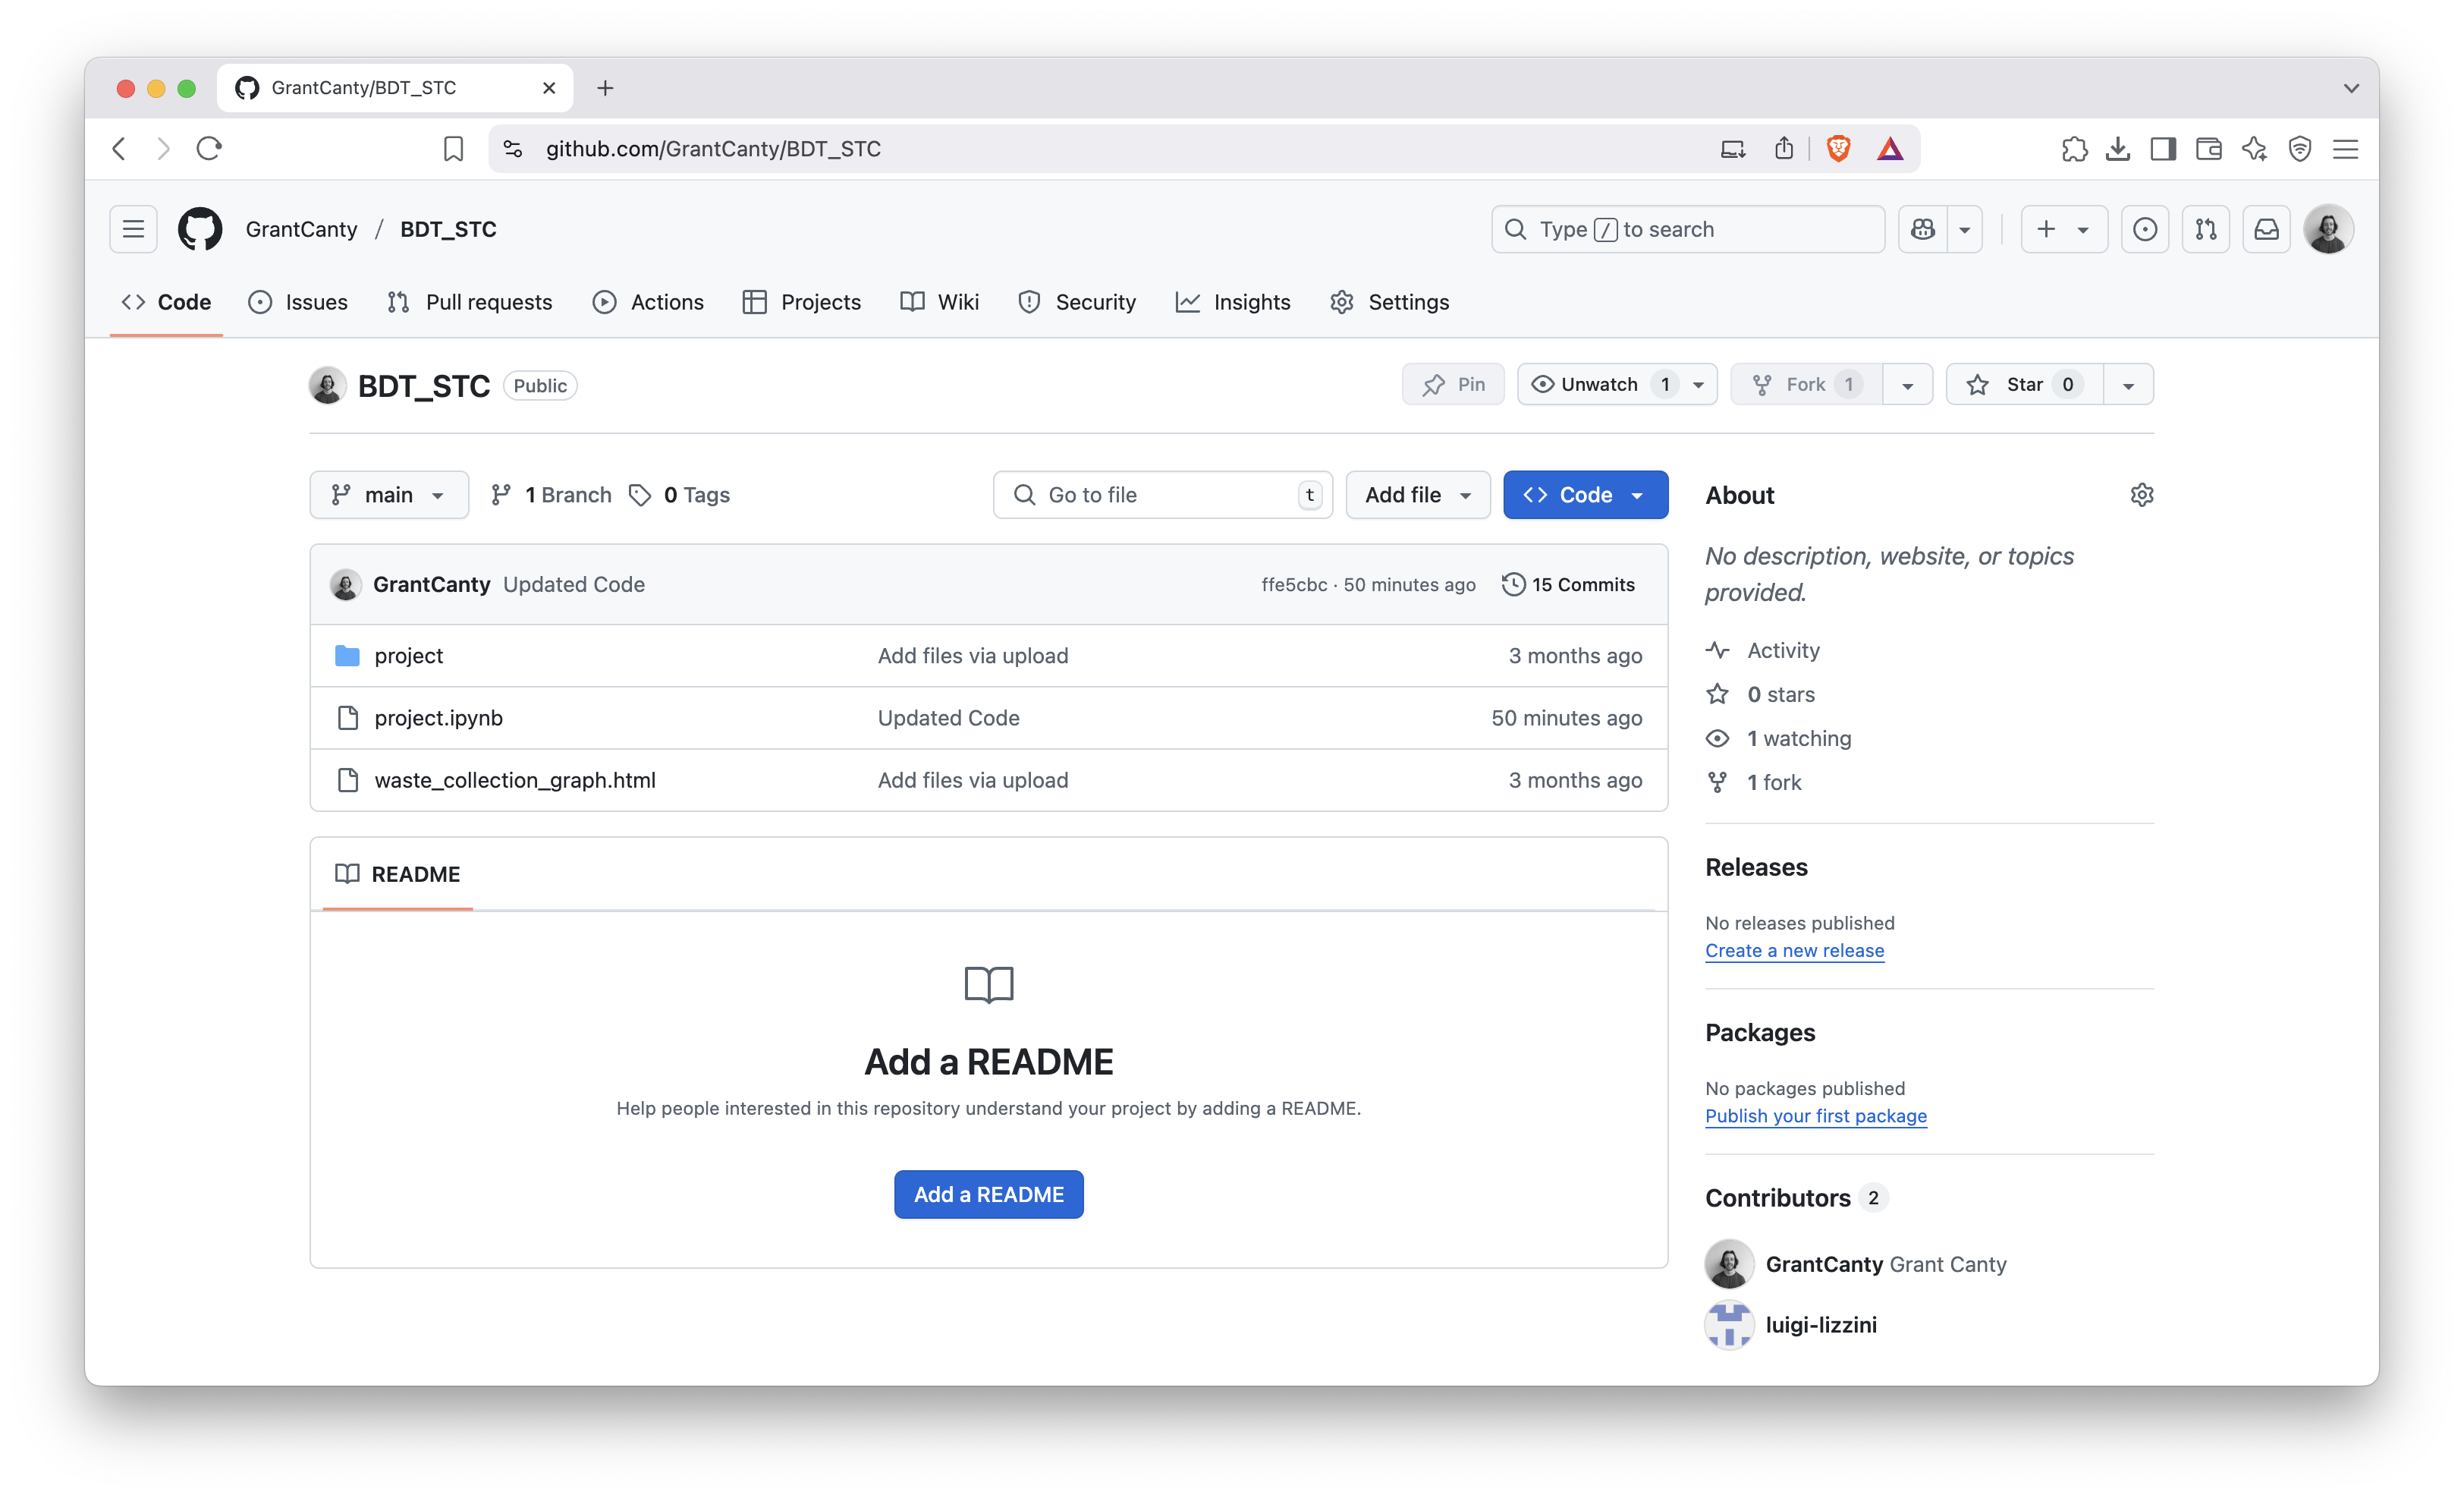 GrantCanty/BDT_STC
github.com/GrantCanty/BDT_STC
GrantCanty / BDT_STC
Type / to search
Code
Issues
Pull requests
Actions
Projects
Wiki
Security
Insights
Settings
BDT_STC
Public
Pin
Unwatch 1
Fork 1
Star 0
main
1 Branch
0 Tags
Go to file
t
Add file
Code
GrantCanty Updated Code
ffe5cbc · 50 minutes ago
15 Commits
project
Add files via upload
3 months ago
project.ipynb
Updated Code
50 minutes ago
waste_collection_graph.html
Add files via upload
3 months ago
README
Add a README
Help people interested in this repository understand your project by adding a README.
Add a README
About
No description, website, or topics
provided.
Activity
0 stars
1 watching
1 fork
Releases
No releases published
Create a new release
Packages
No packages published
Publish your first package
Contributors 2
GrantCanty Grant Canty
luigi-lizzini